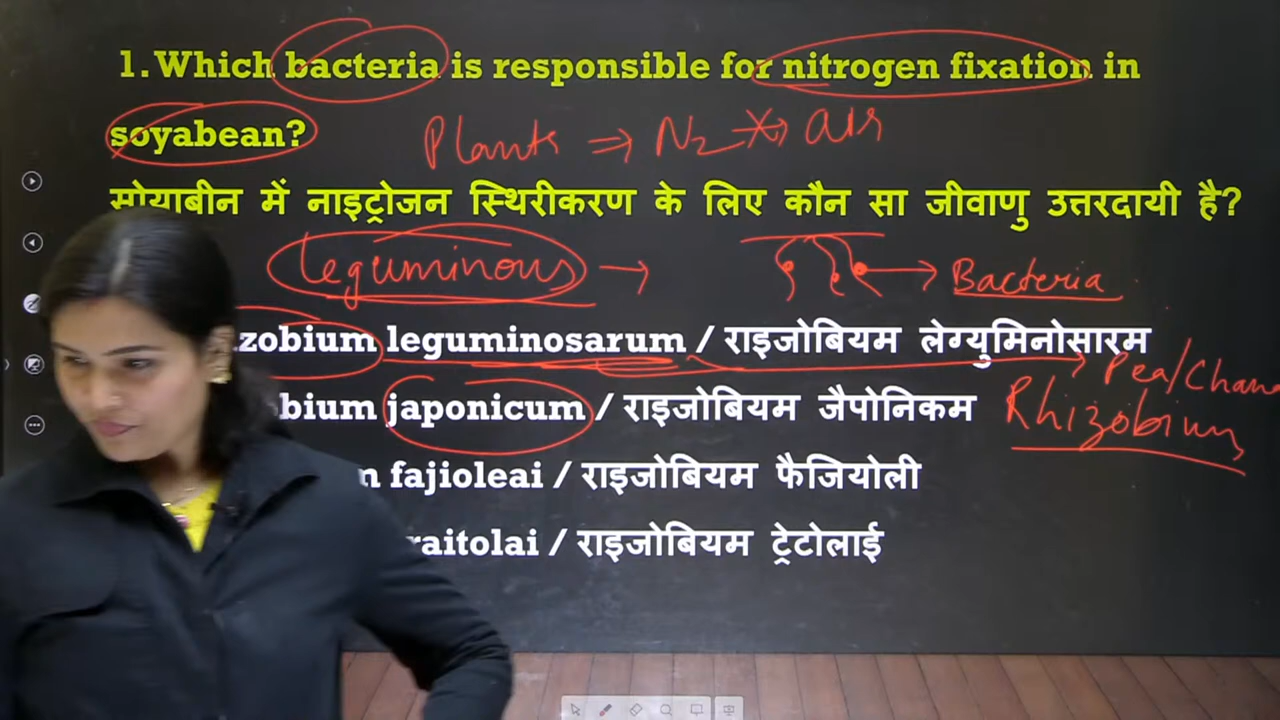 1. Which bacteria is responsible for nitrogen fixation in
soyabean?
Plants ⇒ N2 air
सोयाबीन में नाइट्रोजन स्थिरीकरण के लिए कौन सा जीवाणु उत्तरदायी है?
leguminous → → Bacteria
zobium leguminosarum / राइजोबियम लेग्युमिनोसारम
Pea/Chan
bium japonicum / राइजोबियम जैपोनिकम
Rhizobium
m fajioleai / राइजोबियम फैजियोली
raitolai / राइजोबियम ट्रेटोलाई